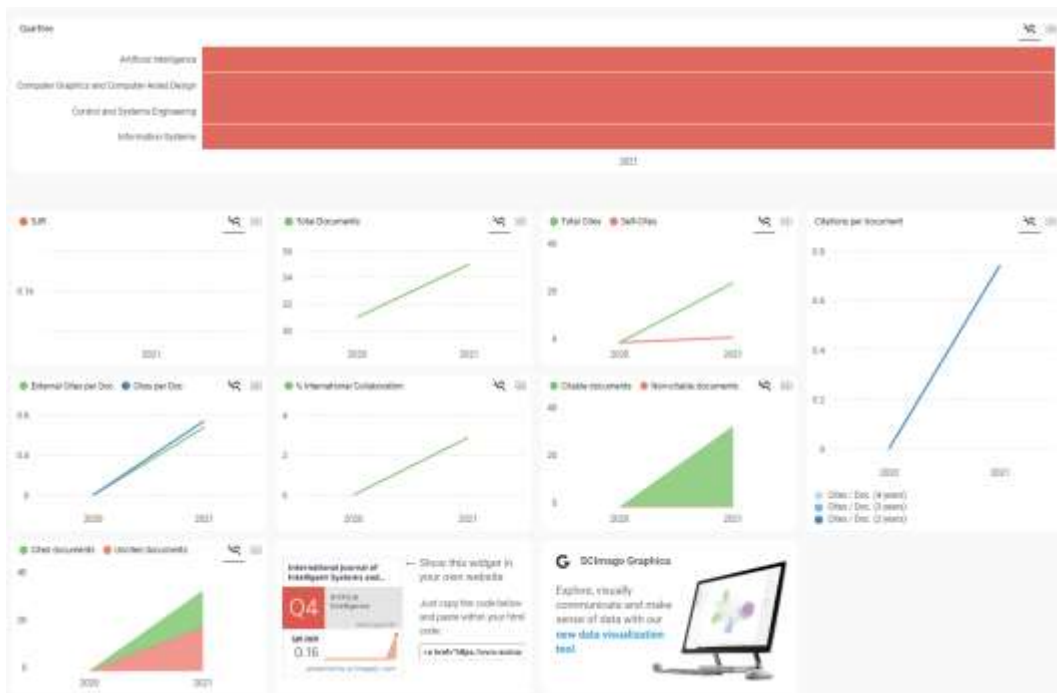 Quartiles
Artificial Intelligence
Computer Graphics and Computer-Aided Design
Control and Systems Engineering
Information Systems
2021
SJR
0.16
2021
Total Documents
34
32
30
2020
2021
Total Cites Self-Cites
40
20
0
2020
2021
Citations per document
0.8
0.6
0.4
0.2
0
2020
2021
Cites / Doc. (4 years)
Cites / Doc. (3 years)
Cites / Doc. (2 years)
External Cites per Doc. Cites per Doc.
0
2020
2021
% International Collaboration
4
2
0
2020
2021
Citable documents Non-citable documents
40
20
0
2020
2021
Cited documents Uncited documents
40
20
0
2020
2021
International Journal of
Intelligent Systems and...
Q4
Artificial
Intelligence
SJR 2021
0.16
powered by scimagojr.com
← Show this widget in
your own website
Just copy the code below
and paste within your html
code:
SCImago Graphica
Explore, visually
communicate and make
sense of data with our
new data visualization
tool.